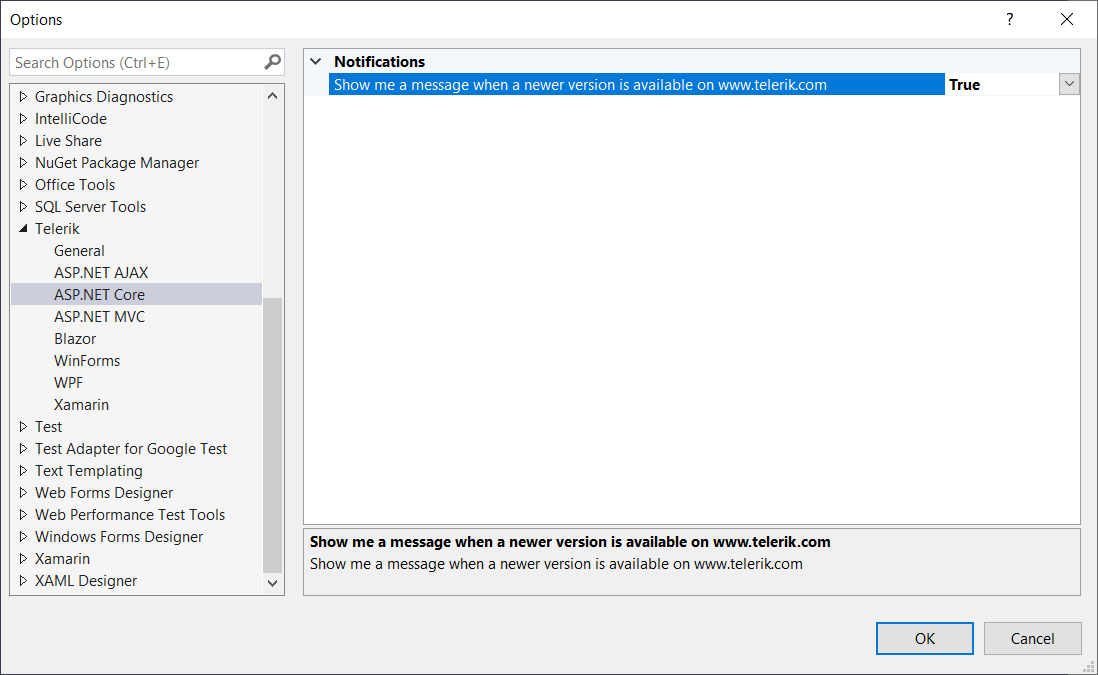 Options
?
Search Options (Ctrl+E)
Graphics Diagnostics
IntelliCode
Live Share
NuGet Package Manager
Office Tools
SQL Server Tools
Telerik
General
ASP.NET AJAX
ASP.NET Core
ASP.NET MVC
Blazor
WinForms
WPF
Xamarin
Test
Test Adapter for Google Test
Text Templating
Web Forms Designer
Web Performance Test Tools
Windows Forms Designer
Xamarin
XAML Designer
Notifications
Show me a message when a newer version is available on www.telerik.com True
Show me a message when a newer version is available on www.telerik.com
Show me a message when a newer version is available on www.telerik.com
OK Cancel